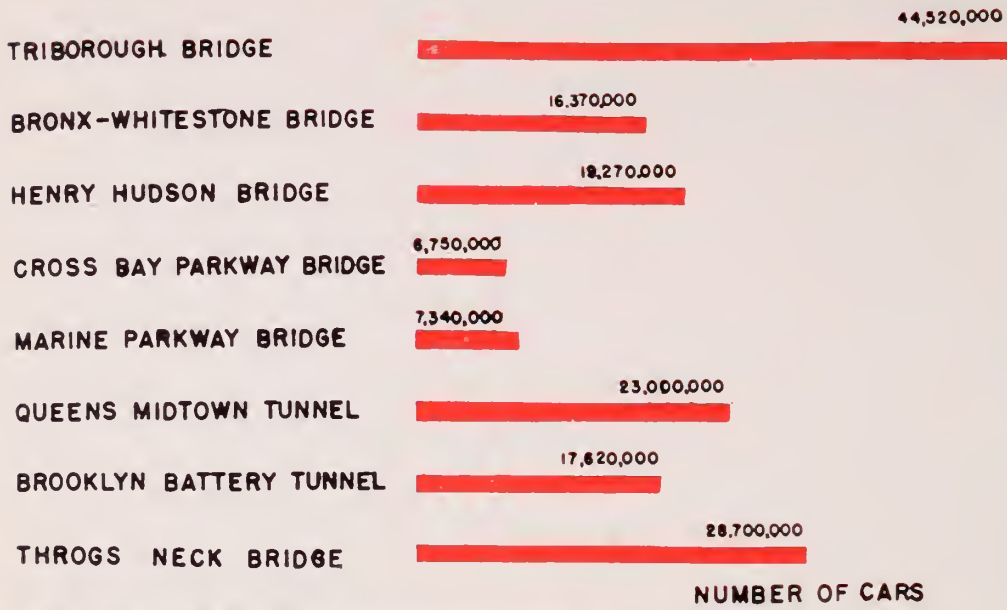 44,520,000
TRIBOROUGH BRIDGE
16,370,000
BRONX-WHITESTONE BRIDGE
19,270,000
HENRY HUDSON BRIDGE
6,750,000
CROSS BAY PARKWAY BRIDGE
7,340,000
MARINE PARKWAY BRIDGE
23,000,000
QUEENS MIDTOWN TUNNEL
17,620,000
BROOKLYN BATTERY TUNNEL
28,700,000
THROGS NECK BRIDGE
NUMBER OF CARS